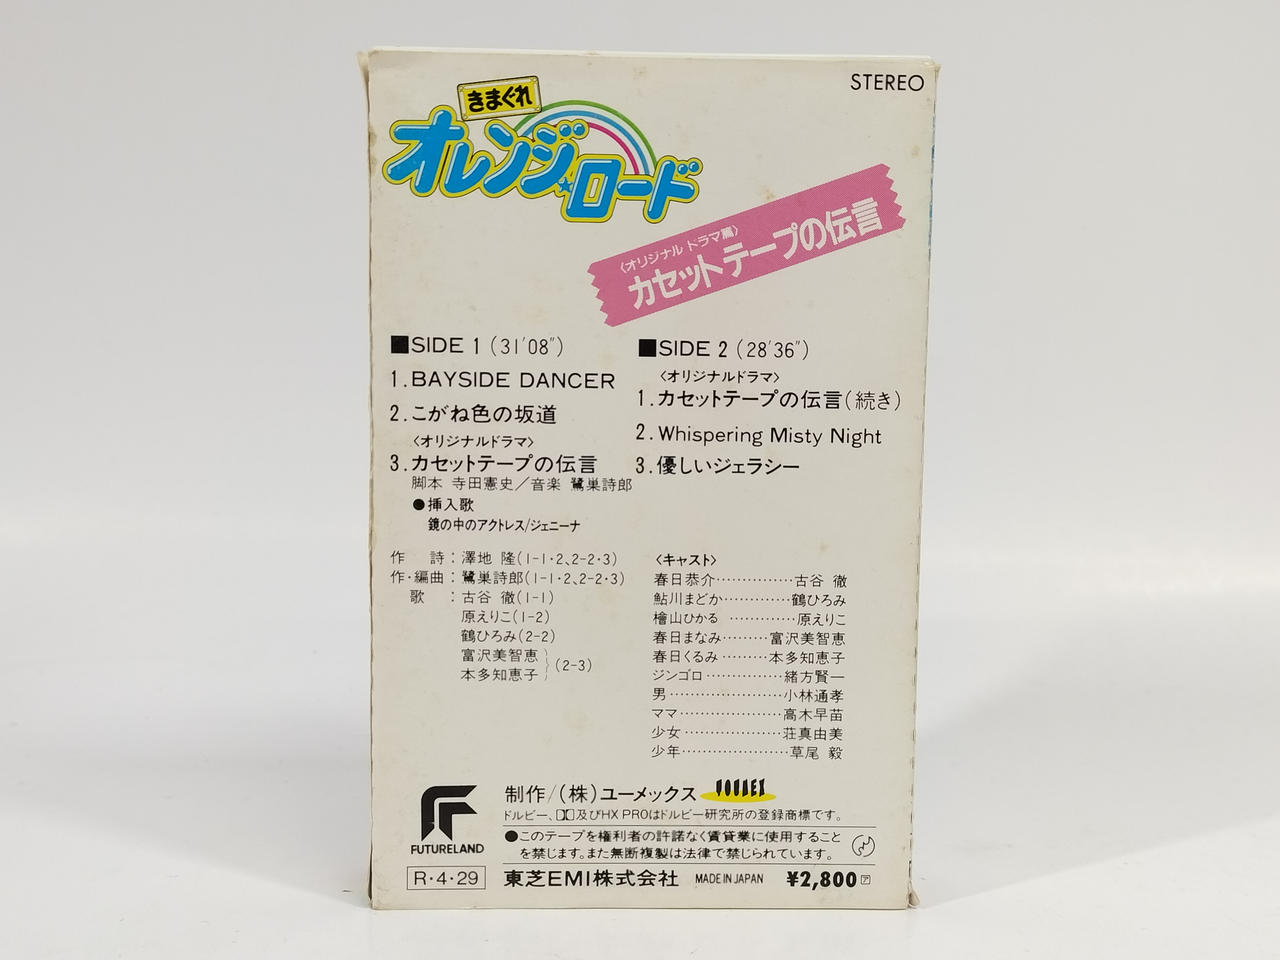 STEREO
きまぐれ
オレンジ☆ロード
〈オリジナル ドラマ篇〉
カセットテープの伝言
■SIDE 1 (31'08")
1.BAYSIDE DANCER
2.こがね色の坂道
〈オリジナルドラマ〉
3.カセットテープの伝言
脚本 寺田憲史／音楽 鷺巣詩郎
●挿入歌
鏡の中のアクトレス/ジェニーナ
■SIDE 2 (28'36")
〈オリジナルドラマ〉
1.カセットテープの伝言(続き)
2.Whispering Misty Night
3.優しいジェラシー
作　詩：澤地 隆(1-1・2、2-2・3)
作・編曲：鷺巣詩郎(1-1・2、2-2・3)
歌：古谷 徹(1-1)
原えりこ(1-2)
鶴ひろみ(2-2)
富沢美智恵
本多知恵子}(2-3)
〈キャスト〉
春日恭介…………古谷 徹
鮎川まどか…………鶴ひろみ
檜山ひかる…………原えりこ
春日まなみ………富沢美智恵
春日くるみ………本多知恵子
ジンゴロ…………緒方賢一
男…………………小林通孝
ママ………………高木早苗
少女………………荘真由美
少年………………草尾 毅
FUTURELAND
R・4・29
制作/(株)ユーメックス
YOUMEX
ドルビー、及びHX PROはドルビー研究所の登録商標です。
●このテープを権利者の許諾なく賃貸業に使用すること
を禁じます。また無断複製は法律で禁じられています。
東芝EMI株式会社 MADE IN JAPAN ¥2,800 ア